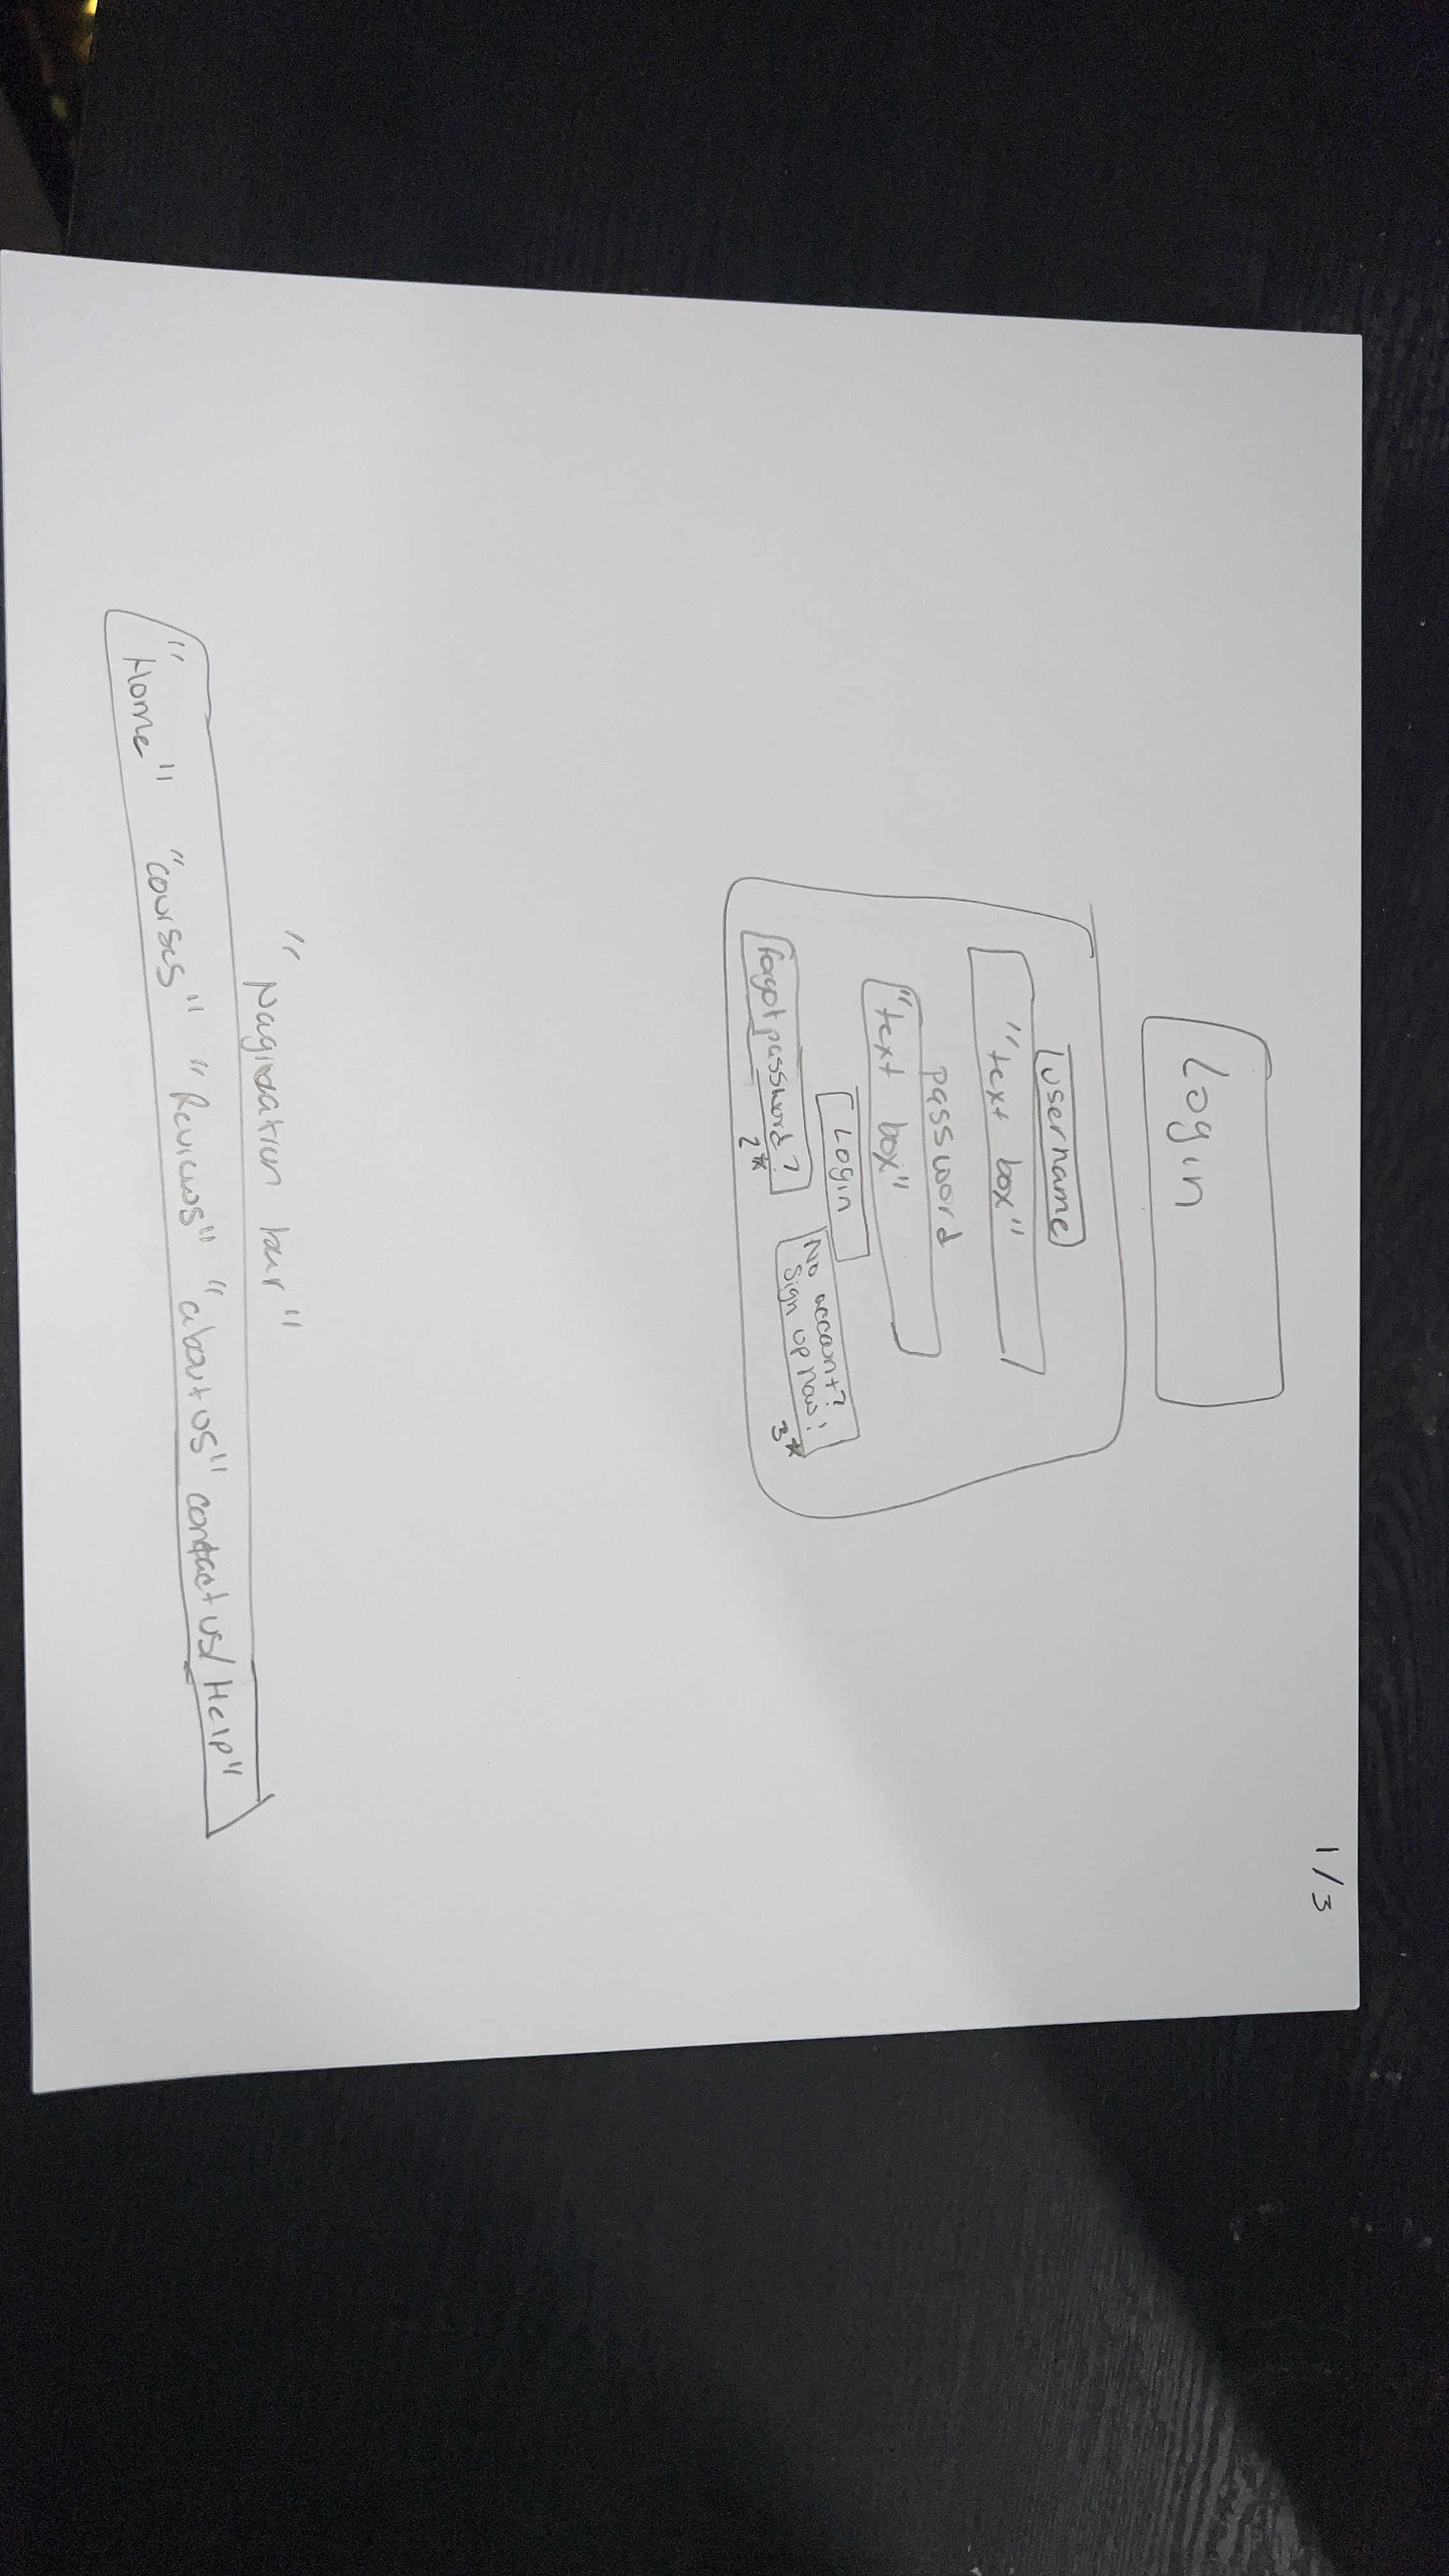 1/3
Login
username
"text box"
password
"text box"
Login
No account?
Sign up now!
3*
forgot password?
2*
"Nagivation bar"
"Home" "courses" "Reviews" "about us" contact us/Help"